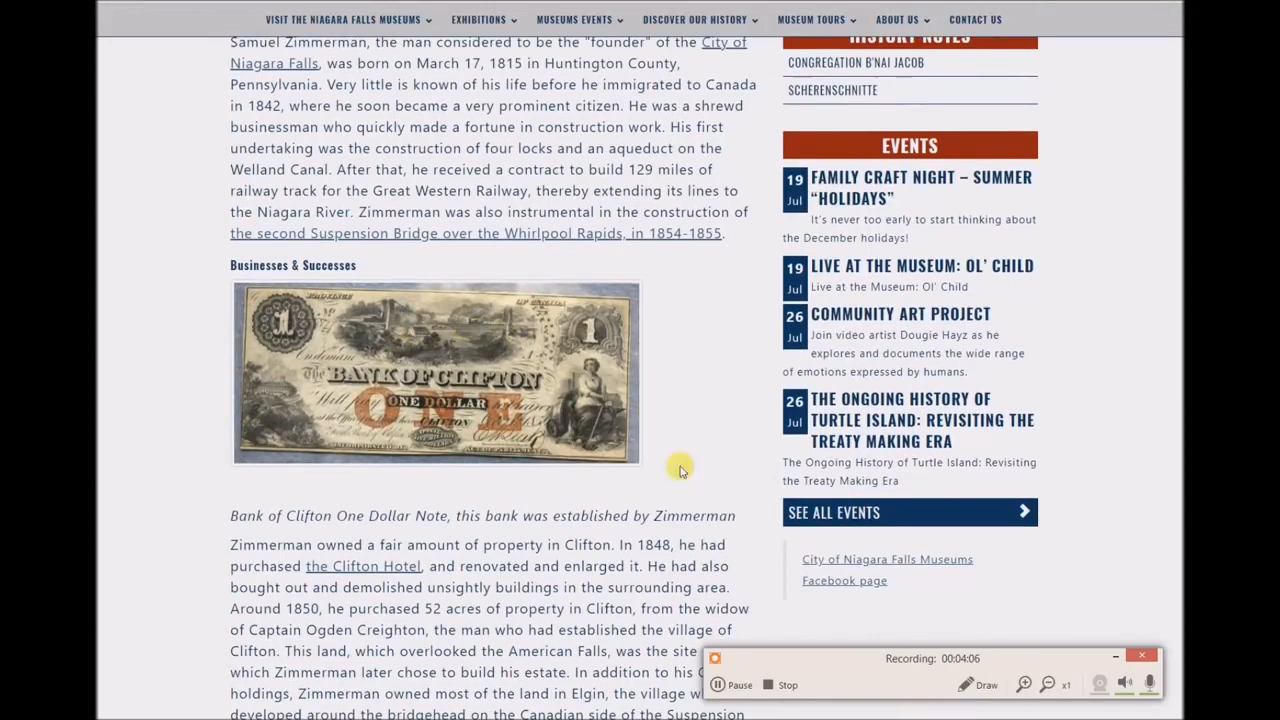 VISIT THE NIAGARA FALLS MUSEUMS EXHIBITIONS MUSEUMS EVENTS DISCOVER OUR HISTORY MUSEUM TOURS ABOUT US CONTACT US
Samuel Zimmerman, the man considered to be the "founder" of the City of
Niagara Falls, was born on March 17, 1815 in Huntington County,
Pennsylvania. Very little is known of his life before he immigrated to Canada
in 1842, where he soon became a very prominent citizen. He was a shrewd
businessman who quickly made a fortune in construction work. His first
undertaking was the construction of four locks and an aqueduct on the
Welland Canal. After that, he received a contract to build 129 miles of
railway track for the Great Western Railway, thereby extending its lines to
the Niagara River. Zimmerman was also instrumental in the construction of
the second Suspension Bridge over the Whirlpool Rapids, in 1854-1855.
Businesses & Successes
1
1
On demand
The BANK OF CLIFTON
Will pay ONE DOLLAR
ONE
CLIFTON
Bank of Clifton One Dollar Note, this bank was established by Zimmerman
Zimmerman owned a fair amount of property in Clifton. In 1848, he had
purchased the Clifton Hotel, and renovated and enlarged it. He had also
bought out and demolished unsightly buildings in the surrounding area.
Around 1850, he purchased 52 acres of property in Clifton, from the widow
of Captain Ogden Creighton, the man who had established the village of
Clifton. This land, which overlooked the American Falls, was the site
which Zimmerman later chose to build his estate. In addition to his
holdings, Zimmerman owned most of the land in Elgin, the village
developed around the bridgehead on the Canadian side of the Suspension
HISTORY NOTES
CONGREGATION B'NAI JACOB
SCHERENSCHNITTE
EVENTS
19 Jul
FAMILY CRAFT NIGHT – SUMMER
“HOLIDAYS”
It’s never too early to start thinking about
the December holidays!
19 Jul
LIVE AT THE MUSEUM: OL’ CHILD
Live at the Museum: Ol’ Child
26 Jul
COMMUNITY ART PROJECT
Join video artist Dougie Hayz as he
explores and documents the wide range
of emotions expressed by humans.
26 Jul
THE ONGOING HISTORY OF
TURTLE ISLAND: REVISITING THE
TREATY MAKING ERA
The Ongoing History of Turtle Island: Revisiting
the Treaty Making Era
SEE ALL EVENTS
City of Niagara Falls Museums
Facebook page
Recording: 00:04:06
Pause Stop Draw x1